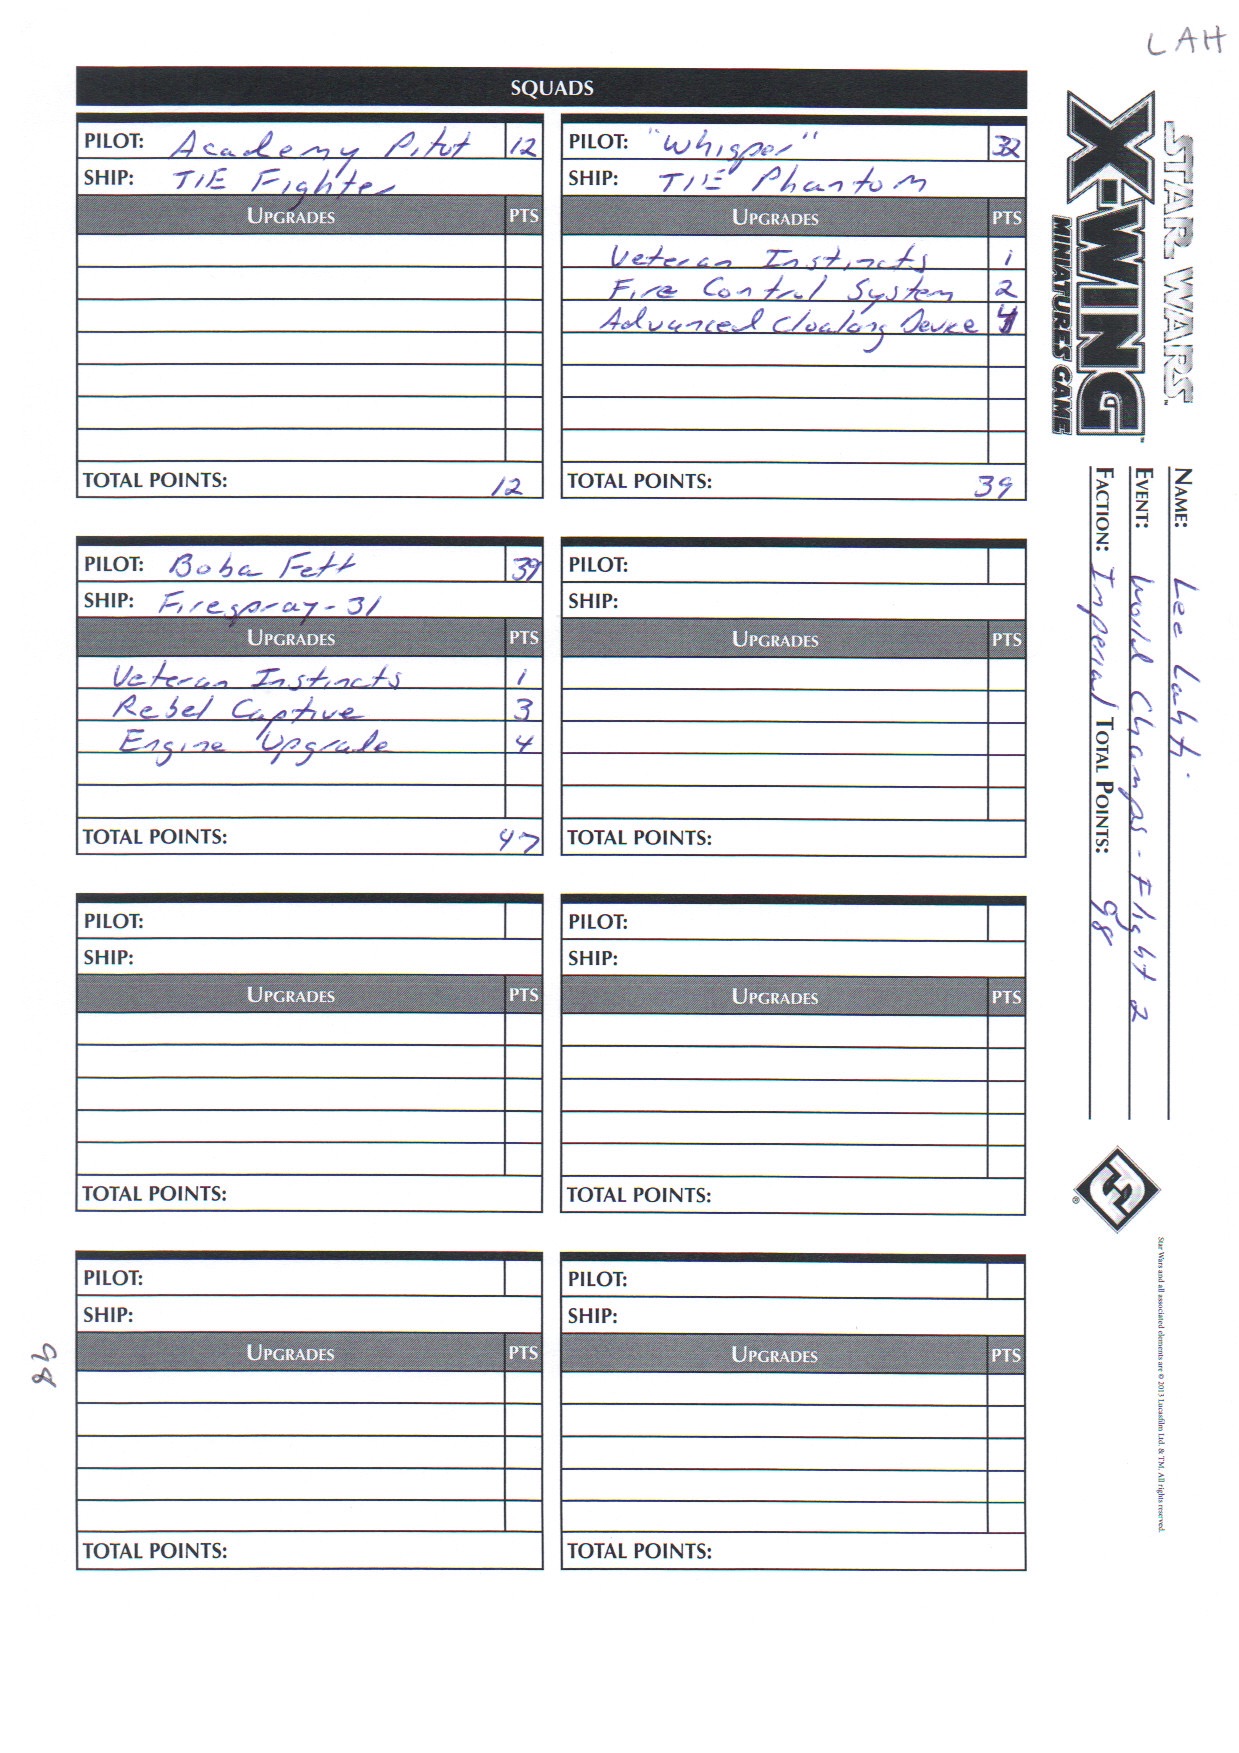 LAH
SQUADS
PILOT: Academy Pilot 12
SHIP: TIE Fighter
UPGRADES PTS
TOTAL POINTS: 12
PILOT: "Whisper" 32
SHIP: TIE Phantom
UPGRADES PTS
Veteran Instincts 1
Fire Control System 2
Advanced Cloaking Device 4
TOTAL POINTS: 39
PILOT: Boba Fett 39
SHIP: Firespray-31
UPGRADES PTS
Veteran Instincts 1
Rebel Captive 3
Engine Upgrade 4
TOTAL POINTS: 47
PILOT:
SHIP:
UPGRADES PTS
TOTAL POINTS:
PILOT:
SHIP:
UPGRADES PTS
TOTAL POINTS:
PILOT:
SHIP:
UPGRADES PTS
TOTAL POINTS:
PILOT:
SHIP:
UPGRADES PTS
TOTAL POINTS:
PILOT:
SHIP:
UPGRADES PTS
TOTAL POINTS:
98
STAR WARS™
X-WING™
MINIATURES GAME
NAME: Lee Lahti
EVENT: World Champs - Flight 2
FACTION: Imperial TOTAL POINTS: 98
®
Star Wars and all associated elements are © 2013 Lucasfilm Ltd. & TM. All rights reserved.